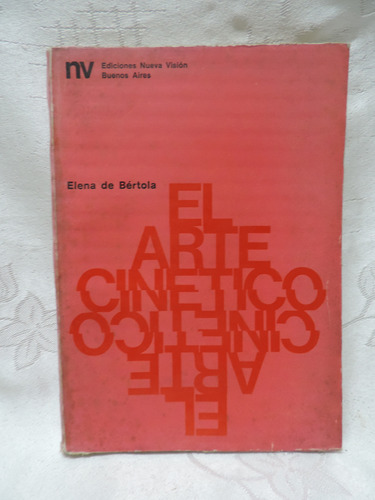 nv
Ediciones Nueva Visión
Buenos Aires
Elena de Bértola
EL
ARTE
CINETICO
CINETICO
ARTE
EL